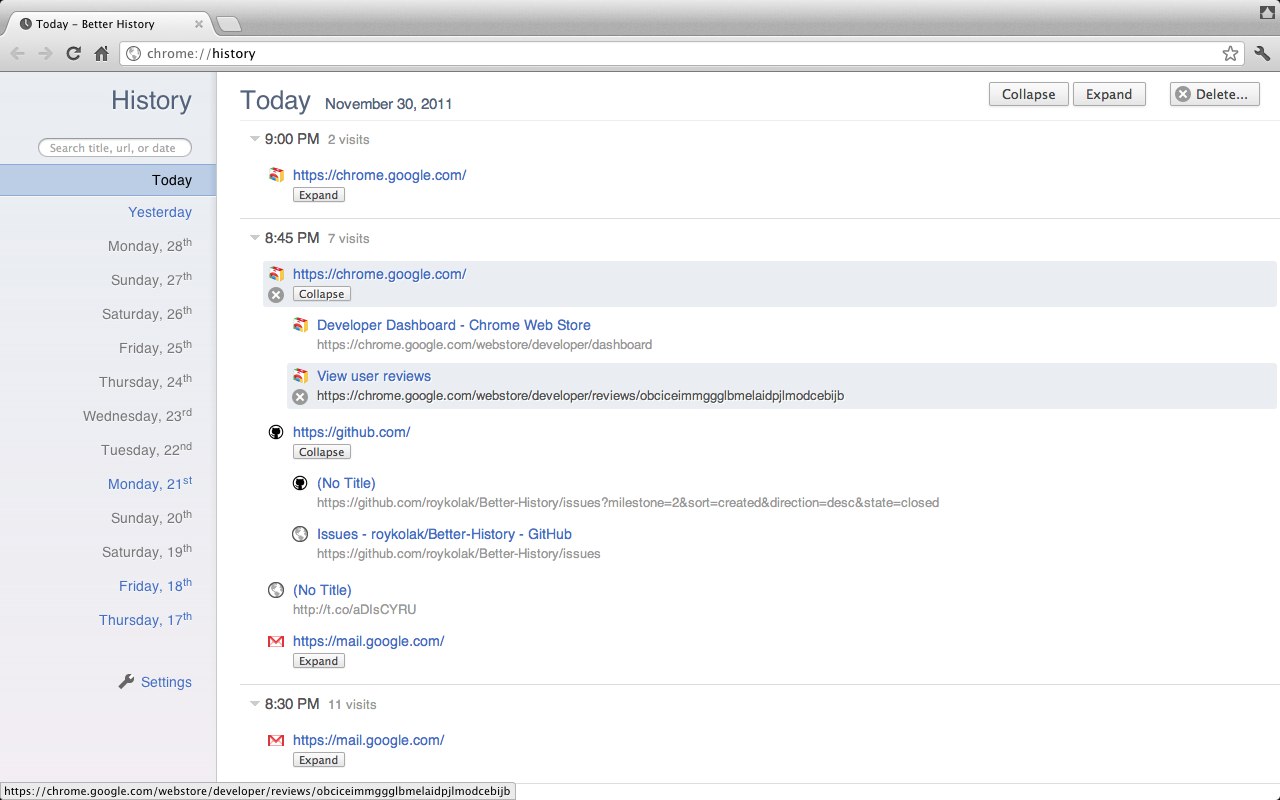 Today – Better History
chrome://history
History
Search title, url, or date
Today
Yesterday
Monday, 28th
Sunday, 27th
Saturday, 26th
Friday, 25th
Thursday, 24th
Wednesday, 23rd
Tuesday, 22nd
Monday, 21st
Sunday, 20th
Saturday, 19th
Friday, 18th
Thursday, 17th
Settings
Today November 30, 2011
Collapse Expand Delete...
9:00 PM 2 visits
https://chrome.google.com/
Expand
8:45 PM 7 visits
https://chrome.google.com/
Collapse
Developer Dashboard - Chrome Web Store
https://chrome.google.com/webstore/developer/dashboard
View user reviews
https://chrome.google.com/webstore/developer/reviews/obciceimmggglbmelaidpjlmodcebijb
https://github.com/
Collapse
(No Title)
https://github.com/roykolak/Better-History/issues?milestone=2&sort=created&direction=desc&state=closed
Issues - roykolak/Better-History - GitHub
https://github.com/roykolak/Better-History/issues
(No Title)
http://t.co/aDlsCYRU
https://mail.google.com/
Expand
8:30 PM 11 visits
https://mail.google.com/
Expand
https://chrome.google.com/webstore/developer/reviews/obciceimmggglbmelaidpjlmodcebijb